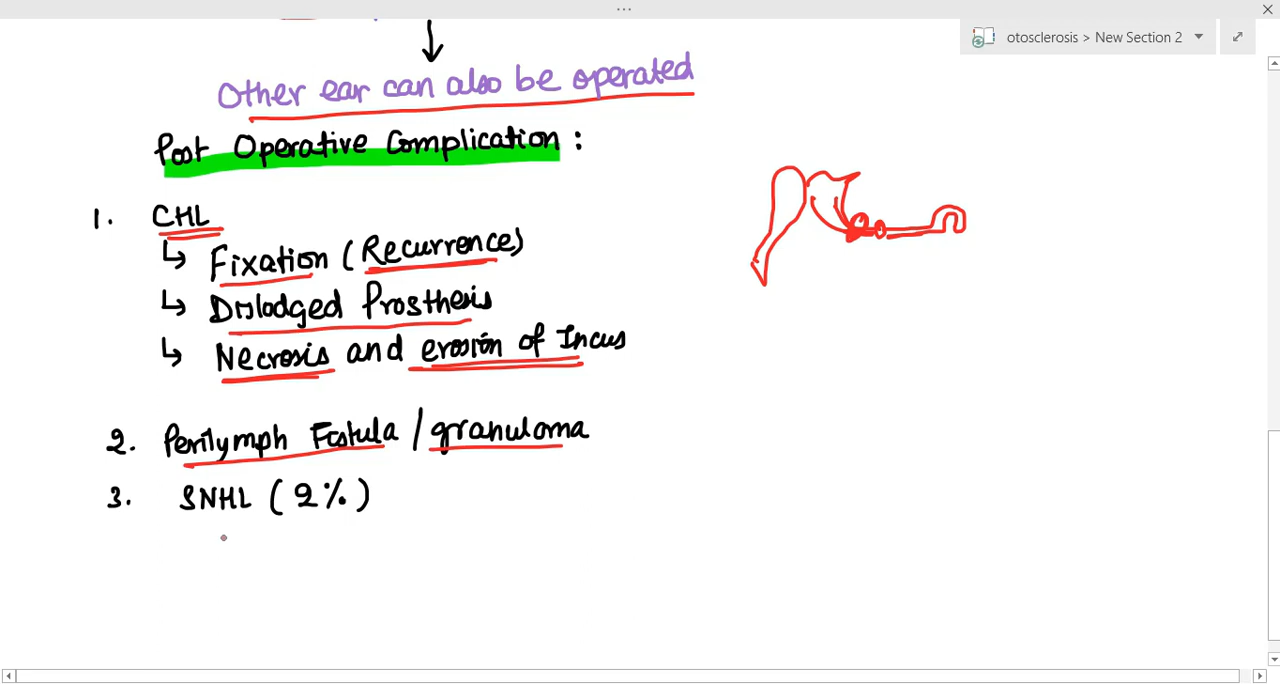 otosclerosis > New Section 2
Other ear can also be operated
Post Operative Complication :
1. CHL
↳ Fixation (Recurrence)
↳ Dislodged Prosthesis
↳ Necrosis and erosion of Incus
2. Perilymph Fistula / granuloma
3. SNHL ( 2% )